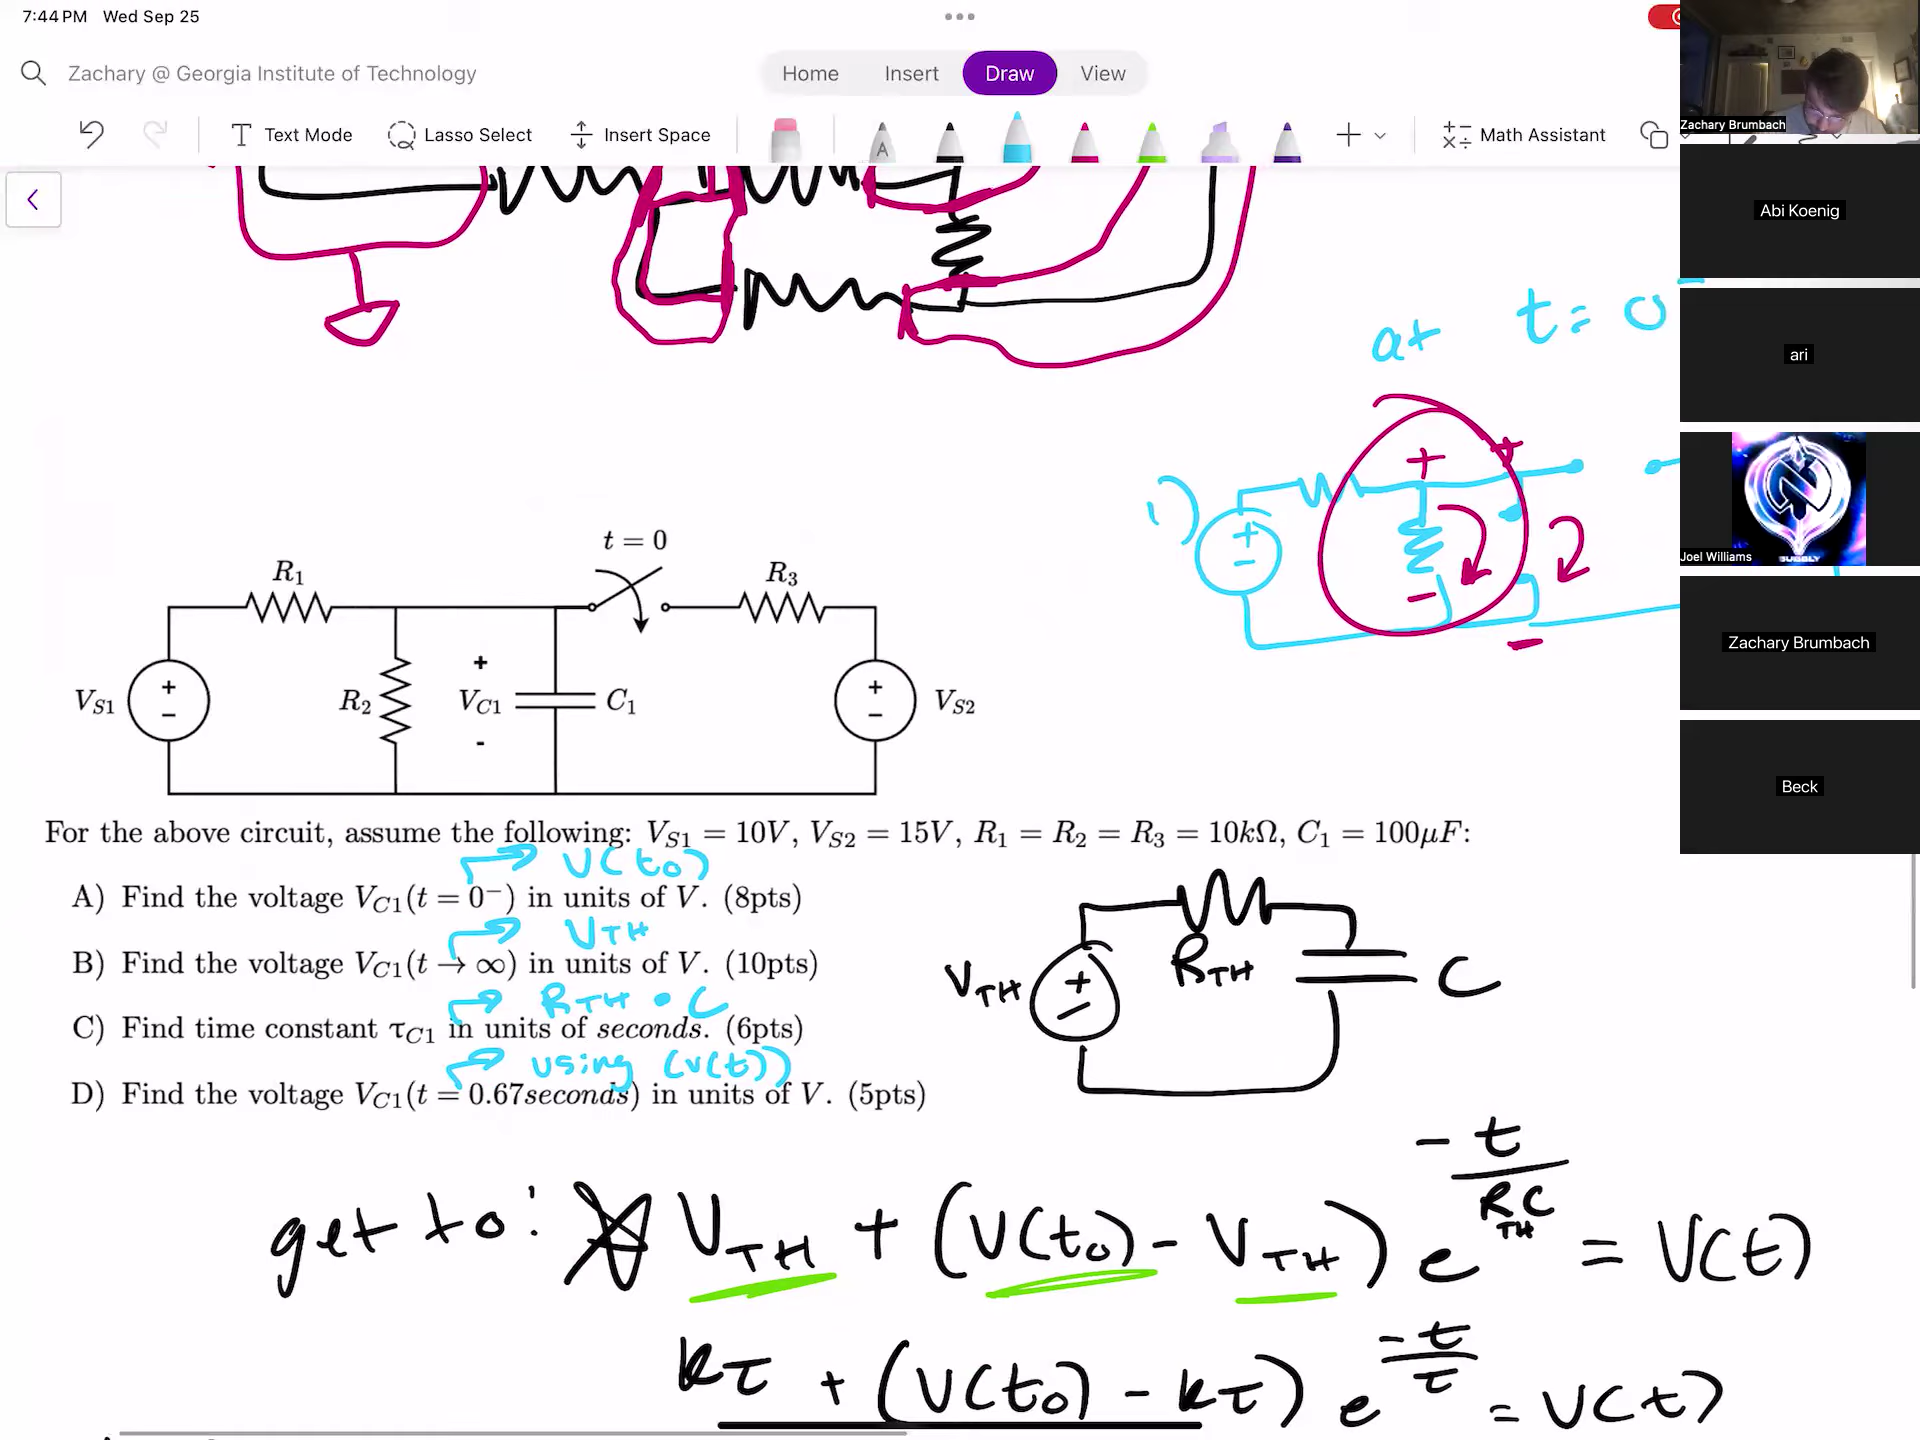 7:44 PM Wed Sep 25
Zachary @ Georgia Institute of Technology
Home Insert Draw View
Text Mode Lasso Select Insert Space Math Assistant
Zachary Brumbach
Abi Koenig
ari
Joel Williams
Zachary Brumbach
Beck
at t = 0⁻
1)
+ -
+ -
+ -
t = 0
R1 R3
VS1 + - R2 + VC1 - C1 + - VS2
For the above circuit, assume the following: VS1 = 10V, VS2 = 15V, R1 = R2 = R3 = 10kΩ, C1 = 100μF:
V(t0)
A) Find the voltage VC1(t = 0⁻) in units of V. (8pts)
VTH
B) Find the voltage VC1(t → ∞) in units of V. (10pts)
RTH • C
C) Find time constant τC1 in units of seconds. (6pts)
using (V(t))
D) Find the voltage VC1(t = 0.67seconds) in units of V. (5pts)
VTH + - RTH C
get to: VTH + (V(t0) - VTH) e^(-t/(RTH C)) = V(t)
kτ + (V(t0) - kτ) e^(-t/τ) = V(t)